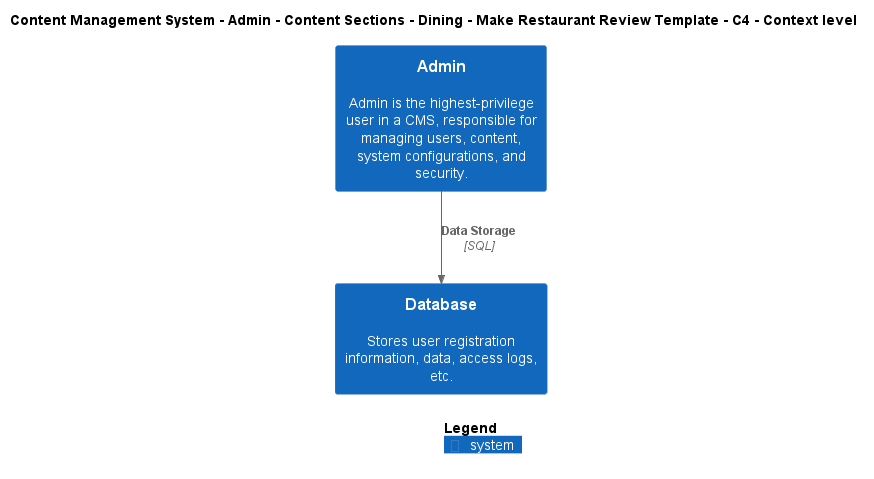 Content Management System - Admin - Content Sections - Dining - Make Restaurant Review Template - C4 - Context level
Admin
Admin is the highest-privilege
user in a CMS, responsible for
managing users, content,
system configurations, and
security.
Data Storage
[SQL]
Database
Stores user registration
information, data, access logs,
etc.
Legend
system